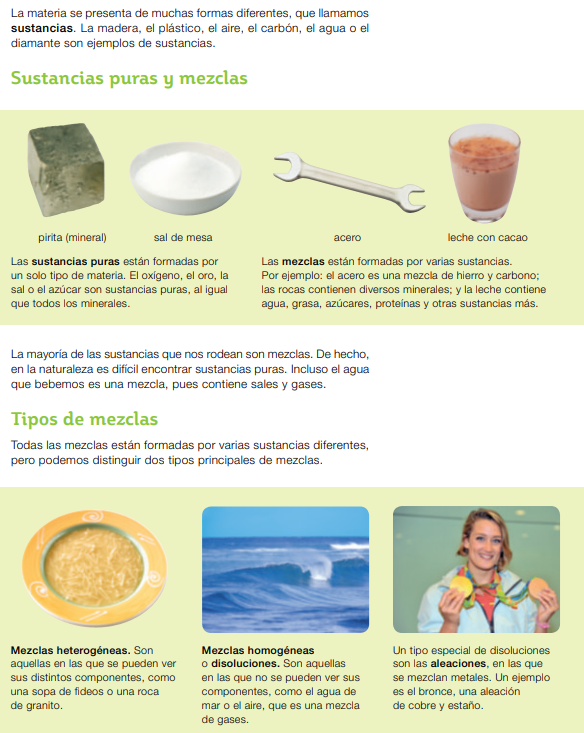 La materia se presenta de muchas formas diferentes, que llamamos
sustancias. La madera, el plástico, el aire, el carbón, el agua o el
diamante son ejemplos de sustancias.
Sustancias puras y mezclas
pirita (mineral)
sal de mesa
acero
leche con cacao
Las sustancias puras están formadas por
un solo tipo de materia. El oxígeno, el oro, la
sal o el azúcar son sustancias puras, al igual
que todos los minerales.
Las mezclas están formadas por varias sustancias.
Por ejemplo: el acero es una mezcla de hierro y carbono;
las rocas contienen diversos minerales; y la leche contiene
agua, grasa, azúcares, proteínas y otras sustancias más.
La mayoría de las sustancias que nos rodean son mezclas. De hecho,
en la naturaleza es difícil encontrar sustancias puras. Incluso el agua
que bebemos es una mezcla, pues contiene sales y gases.
Tipos de mezclas
Todas las mezclas están formadas por varias sustancias diferentes,
pero podemos distinguir dos tipos principales de mezclas.
Mezclas heterogéneas. Son
aquellas en las que se pueden ver
sus distintos componentes, como
una sopa de fideos o una roca
de granito.
Mezclas homogéneas
o disoluciones. Son aquellas
en las que no se pueden ver sus
componentes, como el agua de
mar o el aire, que es una mezcla
de gases.
Un tipo especial de disoluciones
son las aleaciones, en las que
se mezclan metales. Un ejemplo
es el bronce, una aleación
de cobre y estaño.